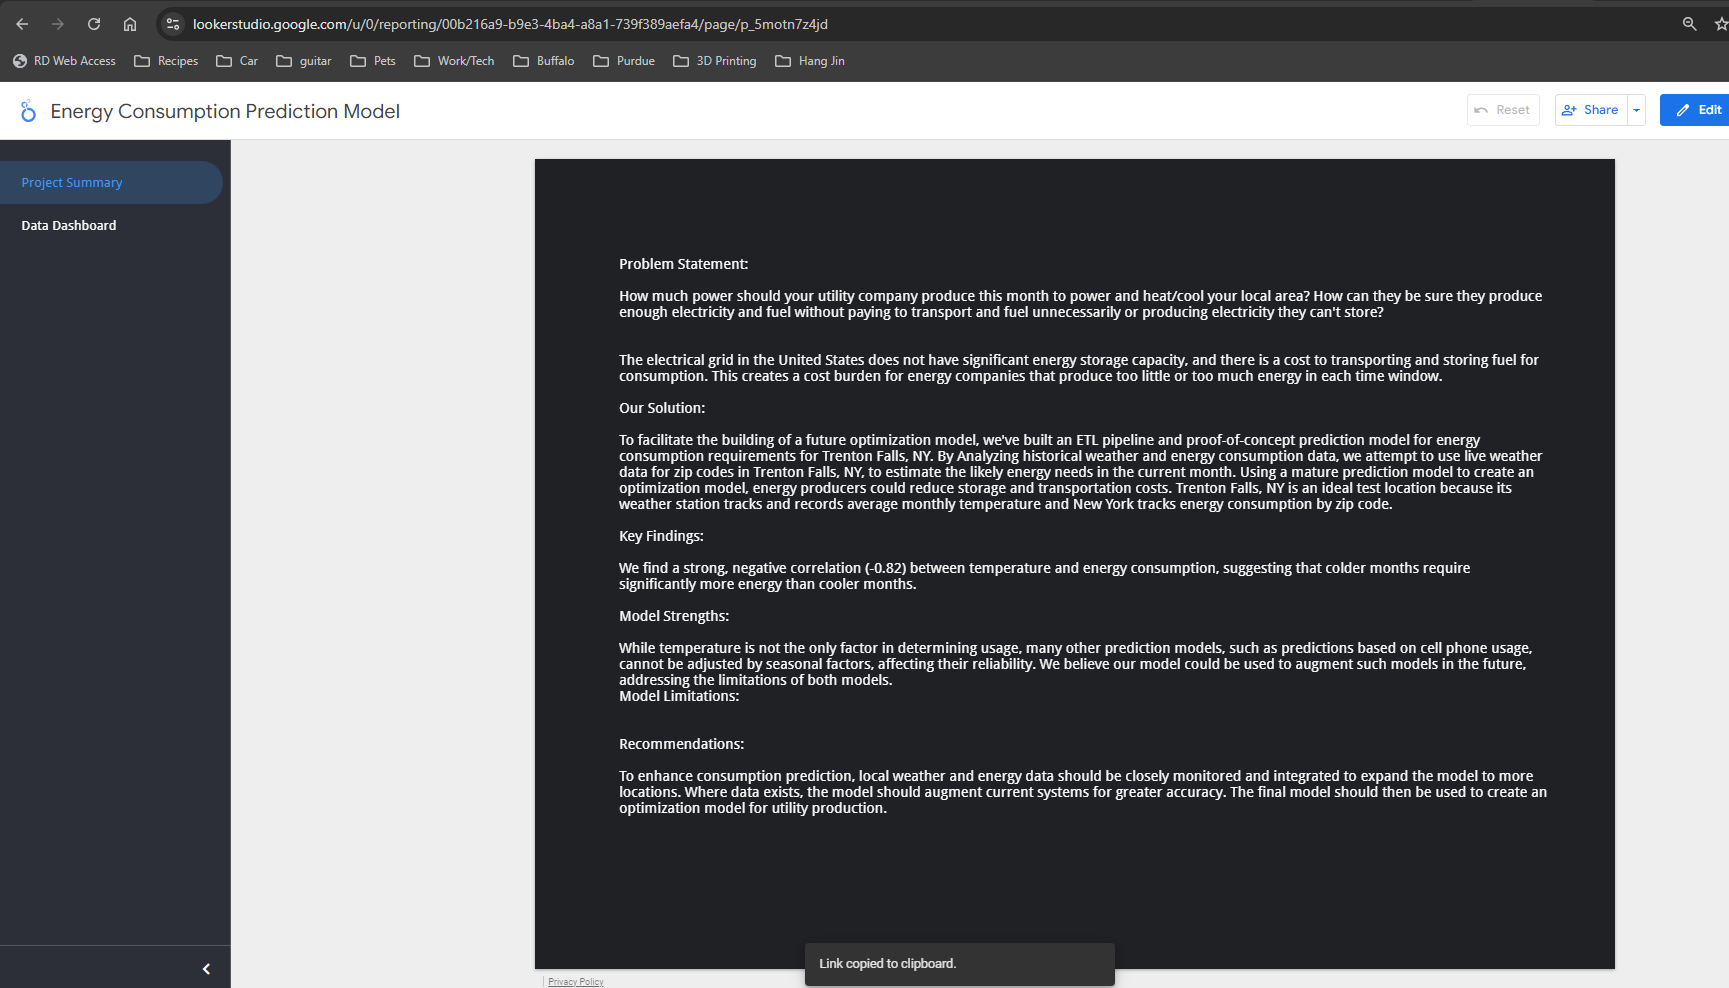 lookerstudio.google.com/u/0/reporting/00b216a9-b9e3-4ba4-a8a1-739f389aefa4/page/p_5motn7z4jd
RD Web Access Recipes Car guitar Pets Work/Tech Buffalo Purdue 3D Printing Hang Jin
Energy Consumption Prediction Model
Reset Share Edit
Project Summary
Data Dashboard
Problem Statement:
How much power should your utility company produce this month to power and heat/cool your local area? How can they be sure they produce
enough electricity and fuel without paying to transport and fuel unnecessarily or producing electricity they can't store?
The electrical grid in the United States does not have significant energy storage capacity, and there is a cost to transporting and storing fuel for
consumption. This creates a cost burden for energy companies that produce too little or too much energy in each time window.
Our Solution:
To facilitate the building of a future optimization model, we've built an ETL pipeline and proof-of-concept prediction model for energy
consumption requirements for Trenton Falls, NY. By Analyzing historical weather and energy consumption data, we attempt to use live weather
data for zip codes in Trenton Falls, NY, to estimate the likely energy needs in the current month. Using a mature prediction model to create an
optimization model, energy producers could reduce storage and transportation costs. Trenton Falls, NY is an ideal test location because its
weather station tracks and records average monthly temperature and New York tracks energy consumption by zip code.
Key Findings:
We find a strong, negative correlation (-0.82) between temperature and energy consumption, suggesting that colder months require
significantly more energy than cooler months.
Model Strengths:
While temperature is not the only factor in determining usage, many other prediction models, such as predictions based on cell phone usage,
cannot be adjusted by seasonal factors, affecting their reliability. We believe our model could be used to augment such models in the future,
addressing the limitations of both models.
Model Limitations:
Recommendations:
To enhance consumption prediction, local weather and energy data should be closely monitored and integrated to expand the model to more
locations. Where data exists, the model should augment current systems for greater accuracy. The final model should then be used to create an
optimization model for utility production.
Link copied to clipboard.
Privacy Policy